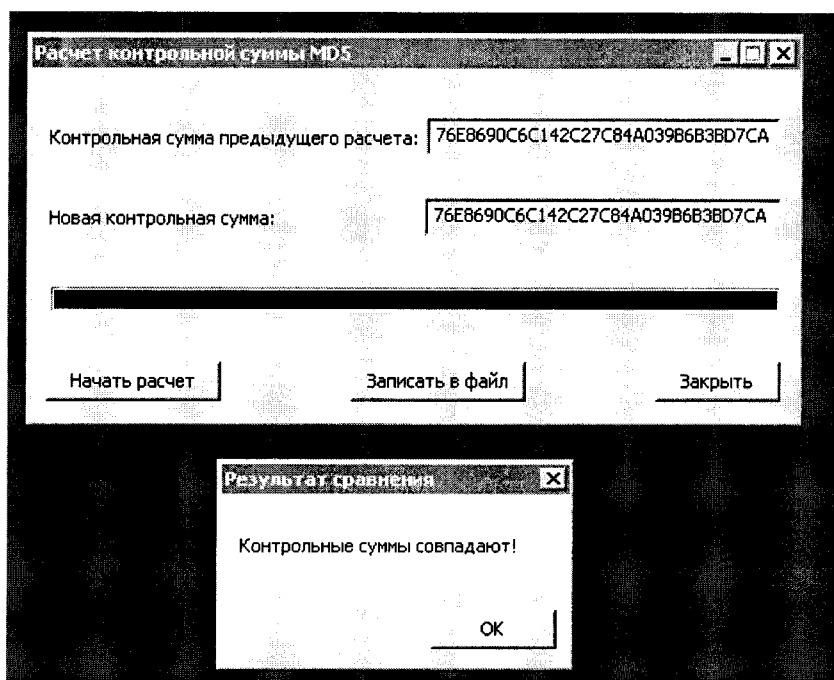 Расчет контрольной суммы MD5
Контрольная сумма предыдущего расчета: 76E8690C6C142C27C84A039B6B3BD7CA
Новая контрольная сумма: 76E8690C6C142C27C84A039B6B3BD7CA
Начать расчет Записать в файл Закрыть
Результат сравнения
Контрольные суммы совпадают!
OK